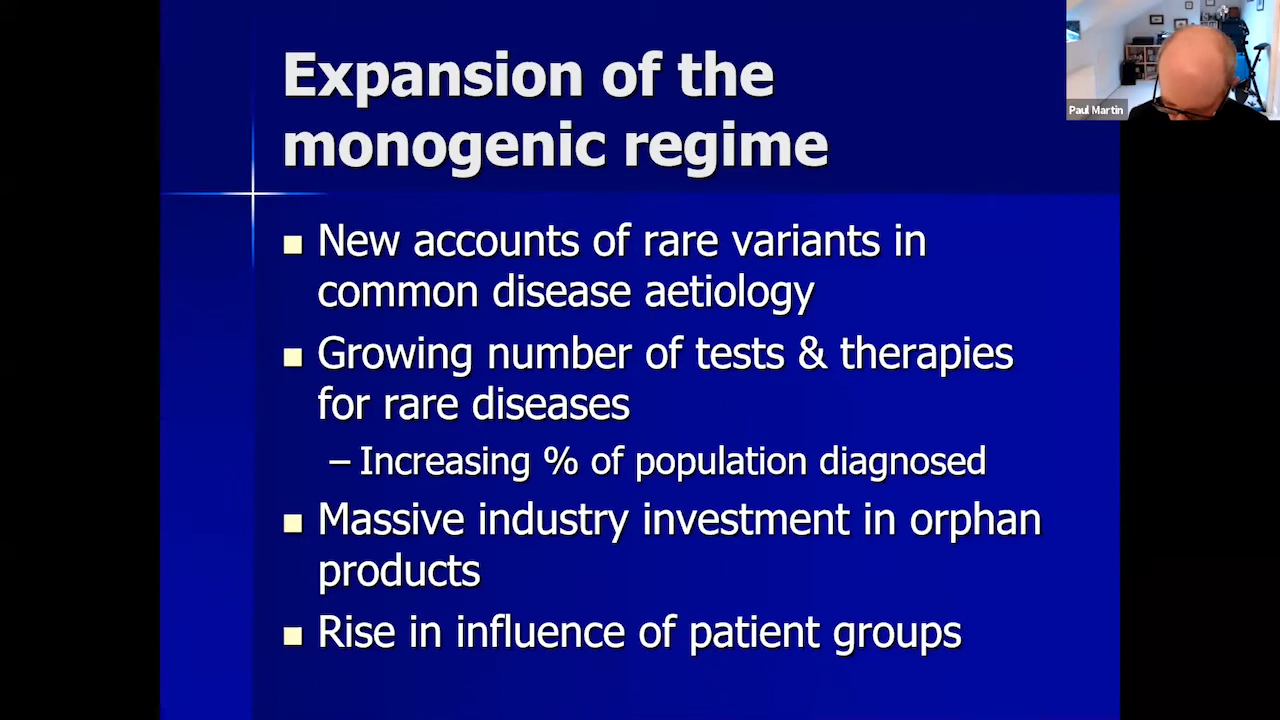 Expansion of the
monogenic regime
New accounts of rare variants in
common disease aetiology
Growing number of tests & therapies
for rare diseases
– Increasing % of population diagnosed
Massive industry investment in orphan
products
Rise in influence of patient groups
Paul Martin